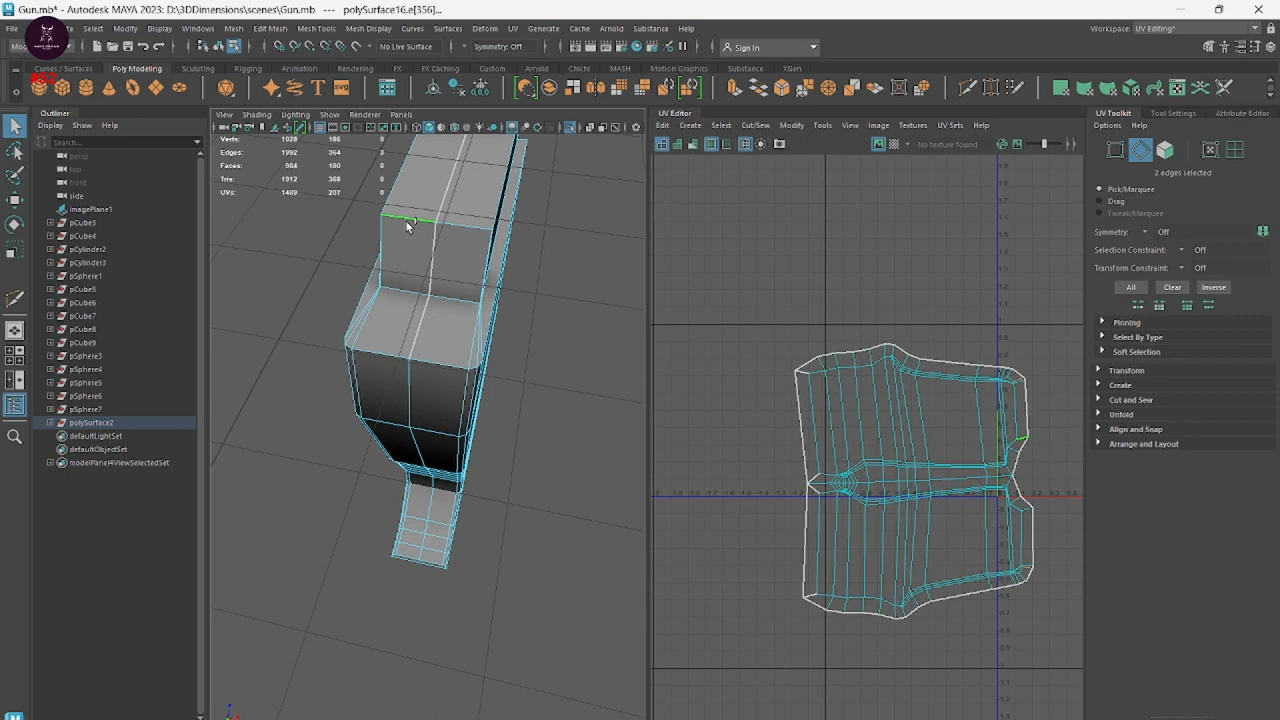 Gun.mb* - Autodesk MAYA 2023: D:\3DDimensions\scenes\Gun.mb --- polySurface16.e[356]...
File Select Modify Display Windows Mesh Edit Mesh Mesh Tools Mesh Display Curves Surfaces Deform UV Generate Cache Arnold Substance Help
Workspace: UV Editing*
No Live Surface
Symmetry: Off
Sign In
Curves / Surfaces Poly Modeling Sculpting Rigging Animation Rendering FX FX Caching Custom Arnold Chichi MASH Motion Graphics Substance XGen
Outliner
Display Show Help
Search...
persp
top
front
side
imagePlane1
pCube3
pCube4
pCylinder2
pCylinder3
pSphere1
pCube5
pCube6
pCube7
pCube8
pCube9
pSphere3
pSphere4
pSphere5
pSphere6
pSphere7
polySurface2
defaultLightSet
defaultObjectSet
modelPanel4ViewSelectedSet
View Shading Lighting Show Renderer Panels
Verts: 1028 186 0
Edges: 1992 364 3
Faces: 984 180 0
Tris: 1912 368 0
UVs: 1489 207 0
UV Editor
Edit Create Select Cut/Sew Modify Tools View Image Textures UV Sets Help
No texture found
UV Toolkit Tool Settings Attribute Editor
Options Help
2 edges selected
Pick/Marquee
Drag
Tweak/Marquee
Symmetry: Off
Selection Constraint: Off
Transform Constraint: Off
All Clear Inverse
Pinning
Select By Type
Soft Selection
Transform
Create
Cut and Sew
Unfold
Align and Snap
Arrange and Layout